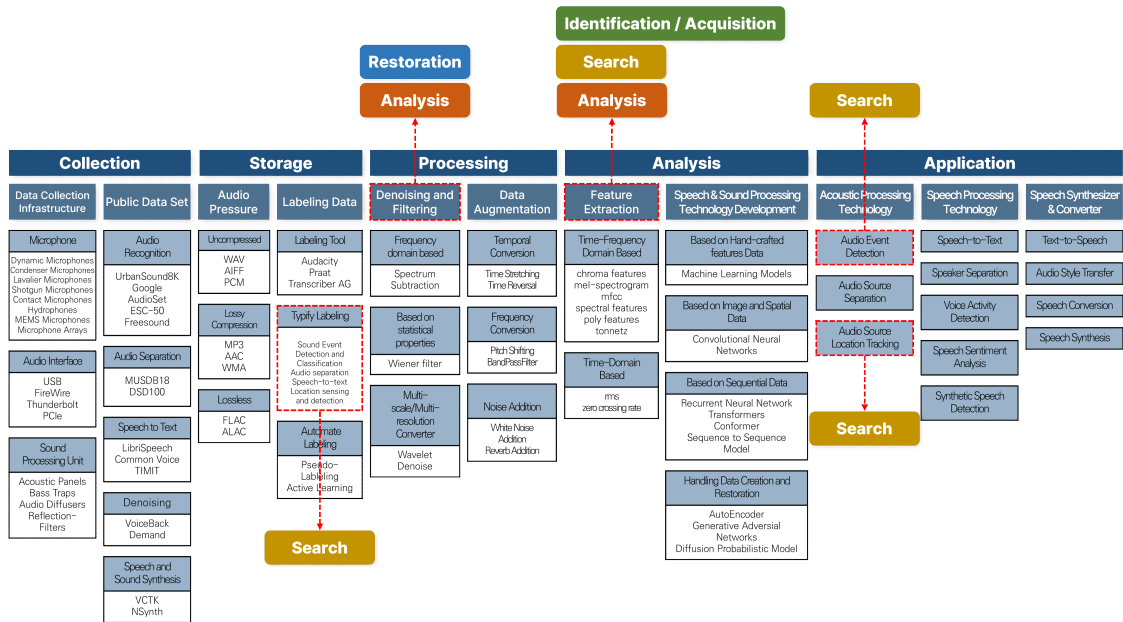 Identification / Acquisition
Restoration
Search
Analysis
Analysis
Search
Collection
Storage
Processing
Analysis
Application
Data Collection
Infrastructure
Microphone
Dynamic Microphones
Condenser Microphones
Lavalier Microphones
Shotgun Microphones
Contact Microphones
Hydrophones
MEMS Microphones
Microphone Arrays
Audio Interface
USB
FireWire
Thunderbolt
PCIe
Sound
Processing Unit
Acoustic Panels
Bass Traps
Audio Diffusers
Reflection-
Filters
Public Data Set
Audio
Recognition
UrbanSound8K
Google
AudioSet
ESC-50
Freesound
Audio Separation
MUSDB18
DSD100
Speech to Text
LibriSpeech
Common Voice
TIMIT
Denoising
VoiceBack
Demand
Speech and
Sound Synthesis
VCTK
NSynth
Audio
Pressure
Uncompressed
WAV
AIFF
PCM
Lossy
Compression
MP3
AAC
WMA
Lossless
FLAC
ALAC
Labeling Data
Labeling Tool
Audacity
Praat
Transcriber AG
Typify Labeling
Sound Event
Detection and
Classification
Audio separation
Speech-to-text
Location sensing
and detection
Automate
Labeling
Pseudo-
Lableling
Active Learning
Search
Denoising and
Filtering
Frequency
domain based
Spectrum
Subtraction
Based on
statistical
properties
Wiener filter
Multi-
scale/Multi-
resolution
Converter
Wavelet
Denoise
Data
Augmentation
Temporal
Conversion
Time Stretching
Time Reversal
Frequency
Conversion
Pitch Shifting
BandPassFilter
Noise Addition
White Noise
Addition
Reverb Addition
Feature
Extraction
Time-Frequency
Domain Based
chroma features
mel-spectrogram
mfcc
spectral features
poly features
tonnetz
Time-Domain
Based
rms
zero crossing rate
Speech & Sound Processing
Technology Development
Based on Hand-crafted
features Data
Machine Learning Models
Based on Image and Spatial
Data
Convolutional Neural
Networks
Based on Sequential Data
Recurrent Neural Network
Transformers
Conformer
Sequence to Sequence
Model
Handling Data Creation and
Restoration
AutoEncoder
Generative Adversial
Networks
Diffusion Probabilistic Model
Acoustic Processing
Technology
Audio Event
Detection
Audio Source
Separation
Audio Source
Location Tracking
Search
Speech Processing
Technology
Speech-to-Text
Speaker Separation
Voice Activity
Detection
Speech Sentiment
Analysis
Synthetic Speech
Detection
Speech Synthesizer
& Converter
Text-to-Speech
Audio Style Transfer
Speech Conversion
Speech Synthesis